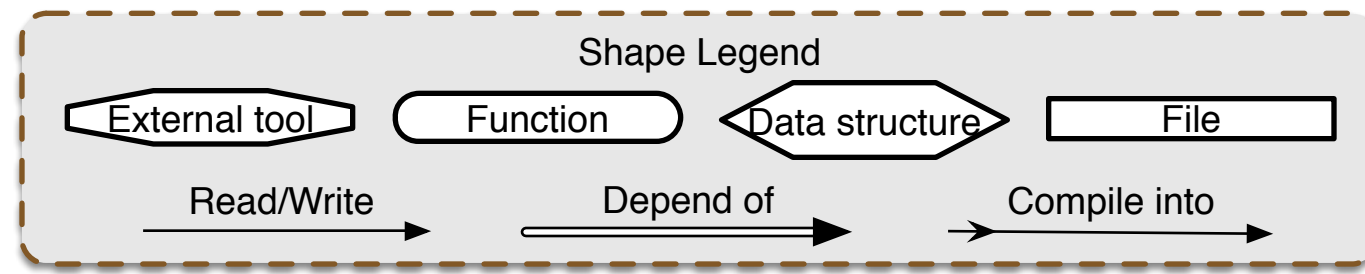 Shape Legend
External tool Function Data structure File
Read/Write Depend of Compile into